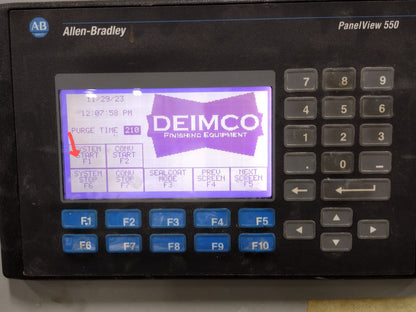 AB
Allen-Bradley
PanelView 550
11/29/23
12:07:58 PM
PURGE TIME 210
DEIMCO
FINISHING EQUIPMENT
SYSTEM START F1
CONV START F2
SYSTEM STOP F6
CONV STOP F7
SEALCOAT MODE F3
PREV SCREEN F4
NEXT SCREEN F5
7 8 9
4 5 6
1 2 3
. 0 -
F1 F2 F3 F4 F5
F6 F7 F8 F9 F10